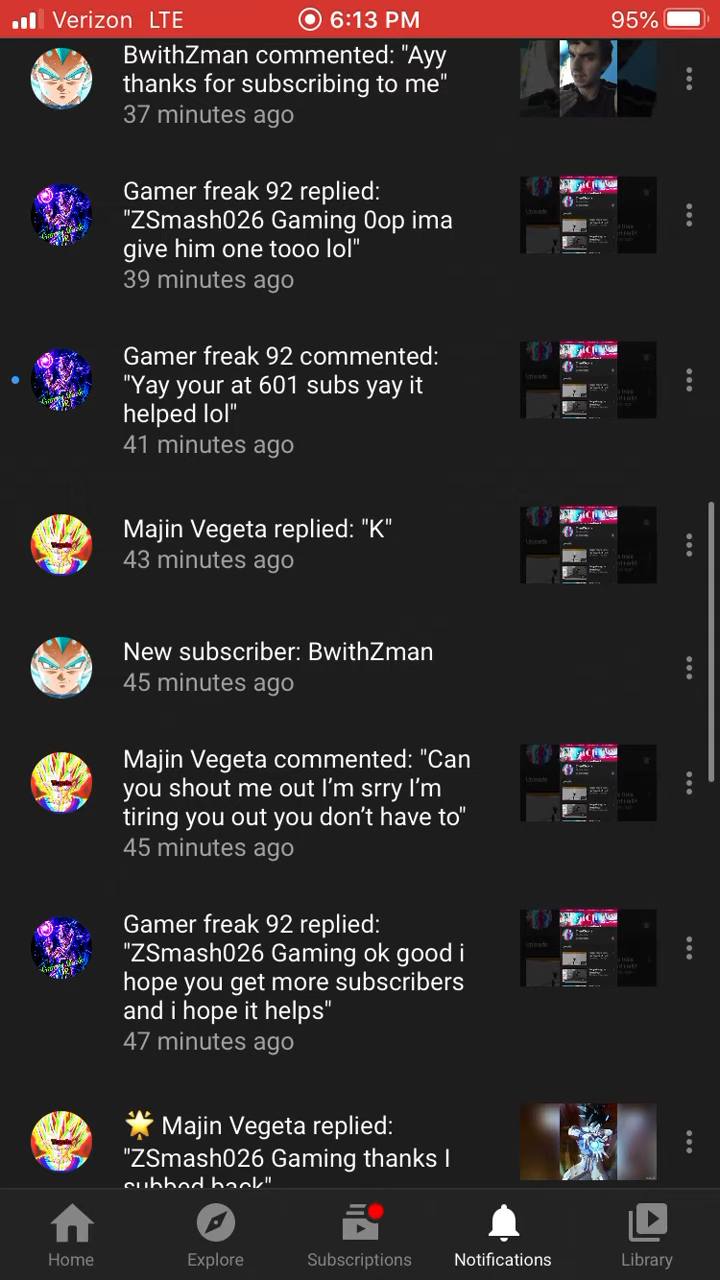 Verizon LTE 6:13 PM 95%
BwithZman commented: "Ayy
thanks for subscribing to me"
37 minutes ago
Gamer freak 92 replied:
"ZSmash026 Gaming 0op ima
give him one tooo lol"
39 minutes ago
Gamer freak 92 commented:
"Yay your at 601 subs yay it
helped lol"
41 minutes ago
Majin Vegeta replied: "K"
43 minutes ago
New subscriber: BwithZman
45 minutes ago
Majin Vegeta commented: "Can
you shout me out I’m srry I’m
tiring you out you don’t have to"
45 minutes ago
Gamer freak 92 replied:
"ZSmash026 Gaming ok good i
hope you get more subscribers
and i hope it helps"
47 minutes ago
🌟 Majin Vegeta replied:
"ZSmash026 Gaming thanks I
subbed back"
Home Explore Subscriptions Notifications Library